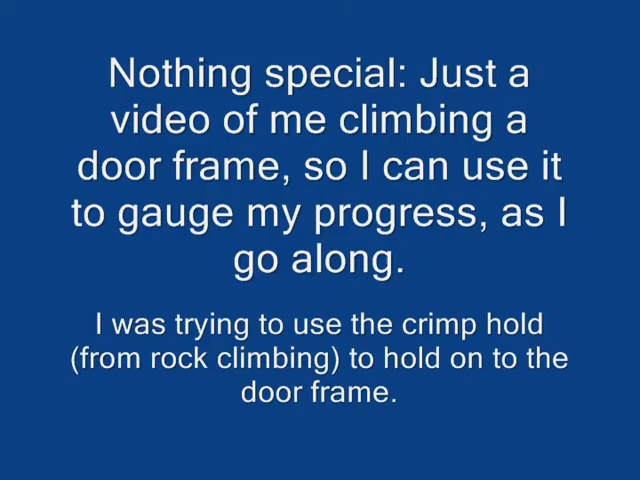 Nothing special: Just a
video of me climbing a
door frame, so I can use it
to gauge my progress, as I
go along.
I was trying to use the crimp hold
(from rock climbing) to hold on to the
door frame.